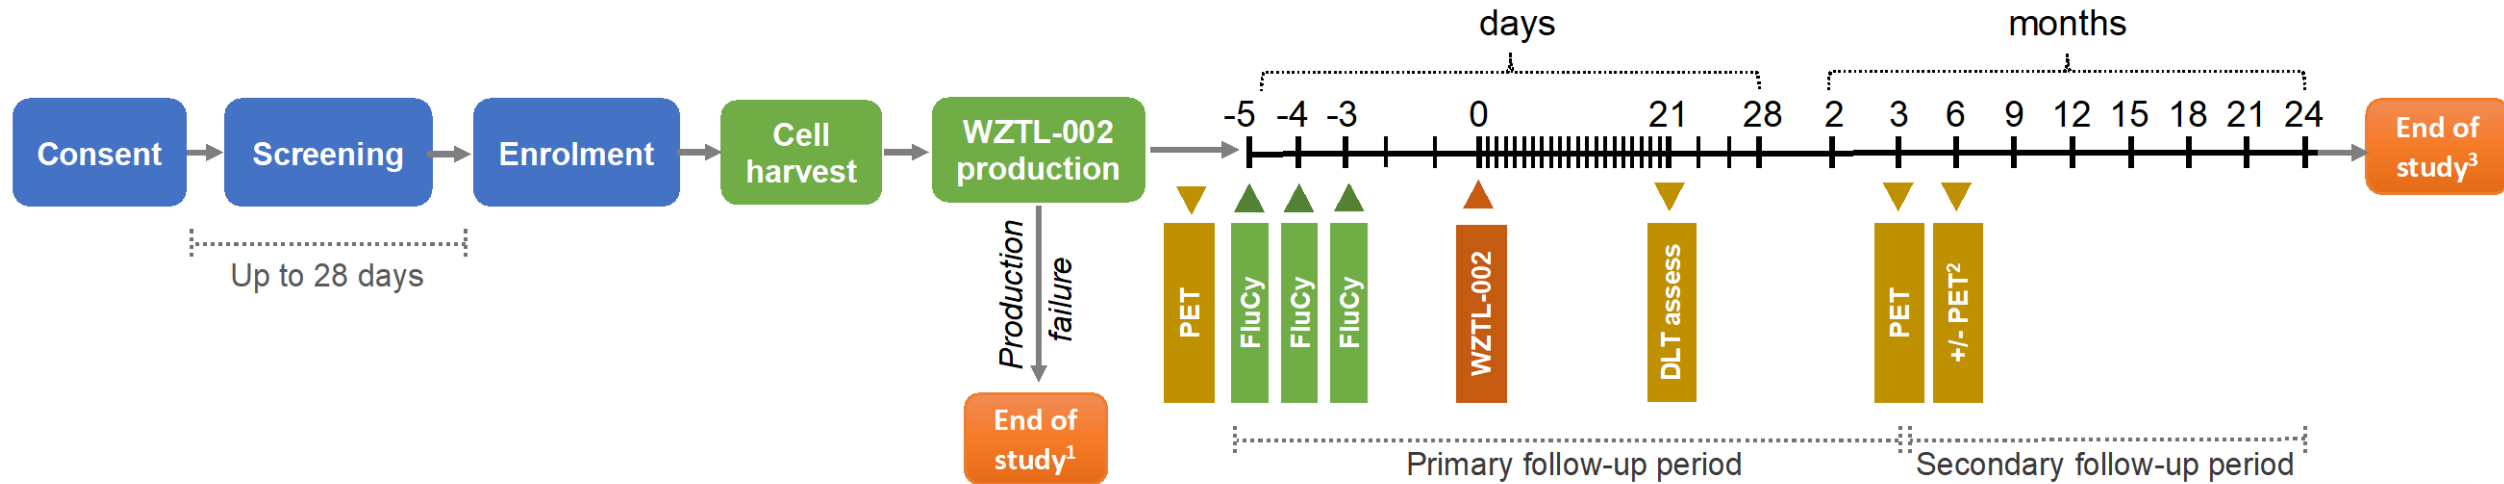 days
months
Consent
Screening
Enrolment
Cell
harvest
WZTL-002
production
-5 -4 -3 0 21 28 2 3 6 9 12 15 18 21 24
End of
study³
Up to 28 days
Production
failure
End of
study¹
PET
FluCy
FluCy
FluCy
WZTL-002
DLT assess
PET
+/- PET²
Primary follow-up period
Secondary follow-up period